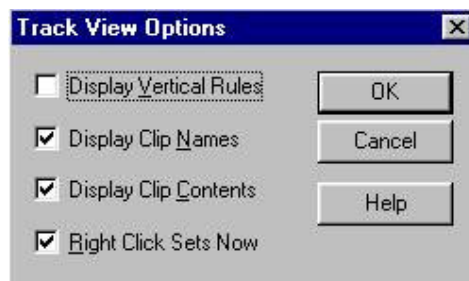 Track View Options
Display Vertical Rules
OK
Display Clip Names
Cancel
Display Clip Contents
Help
Right Click Sets Now